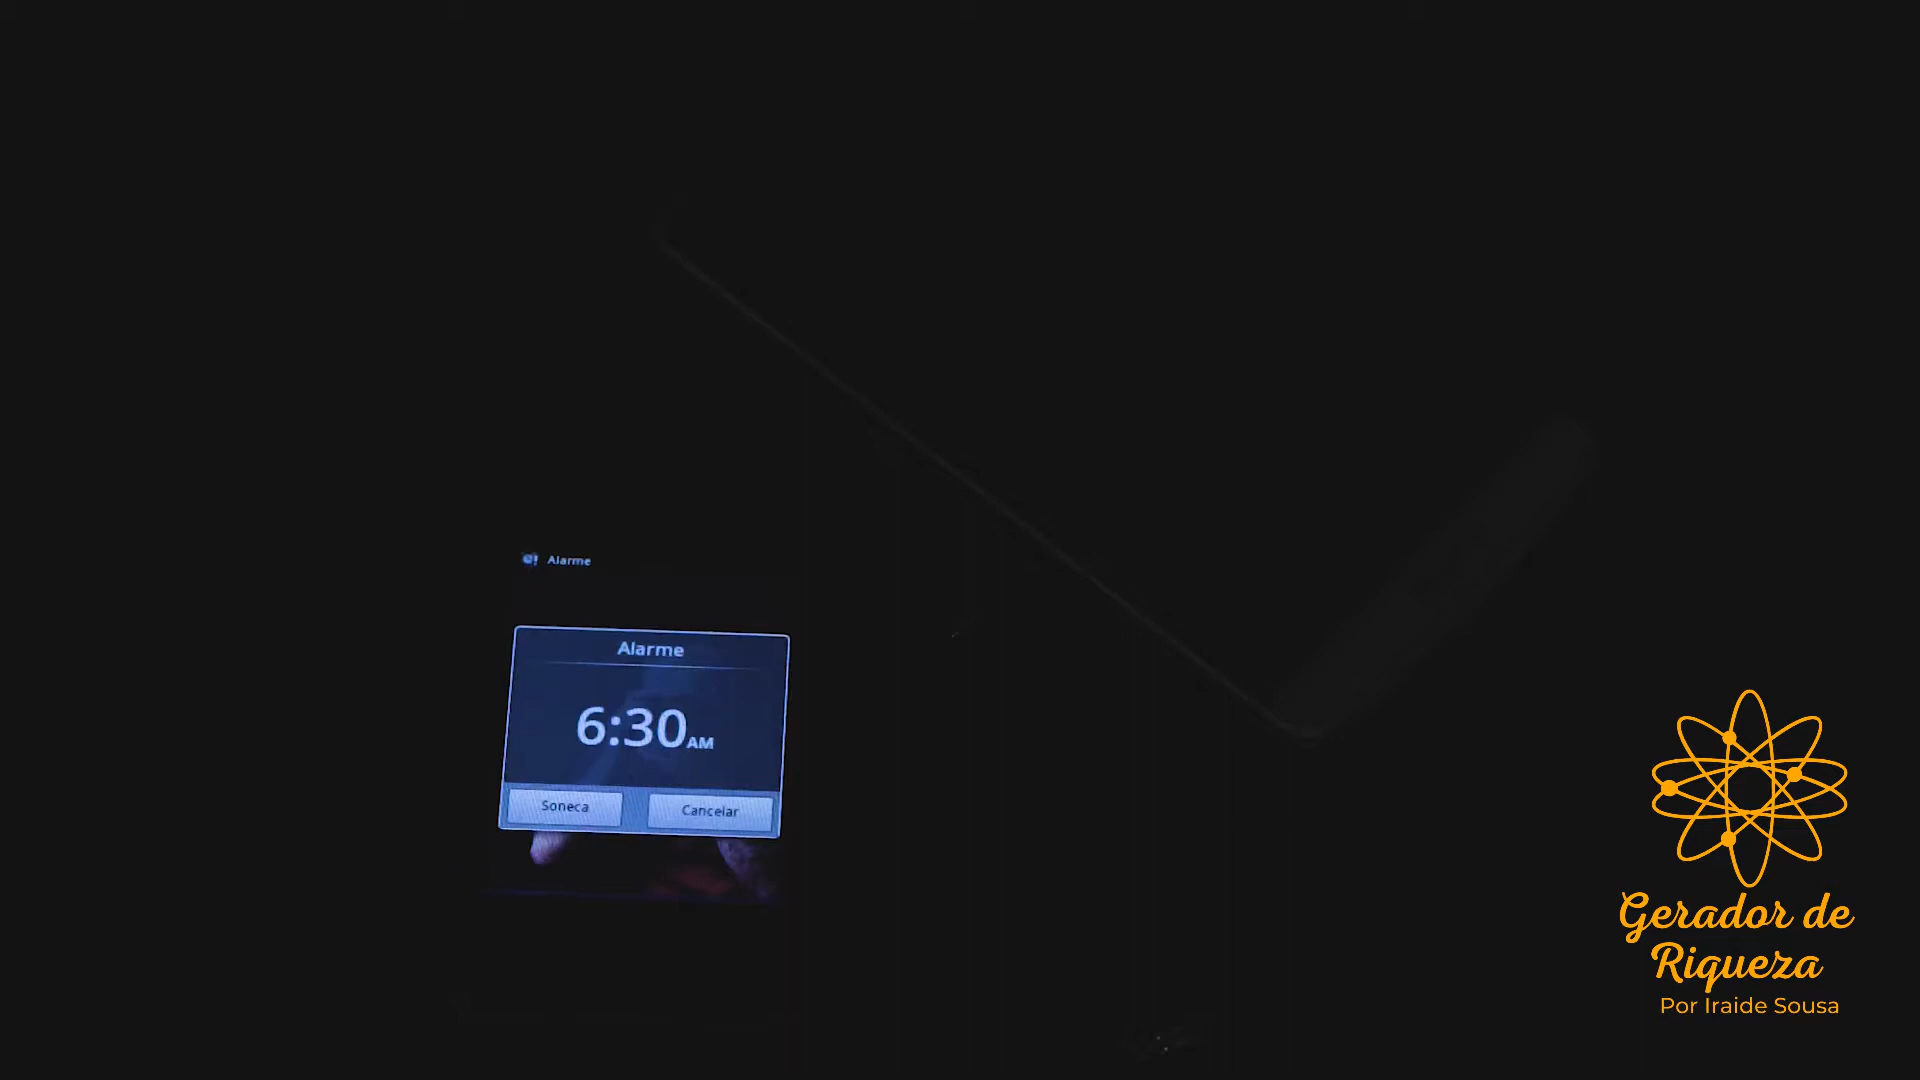 Alarme
Alarme
6:30AM
Soneca
Cancelar
Gerador de
Riqueza
Por Iraide Sousa